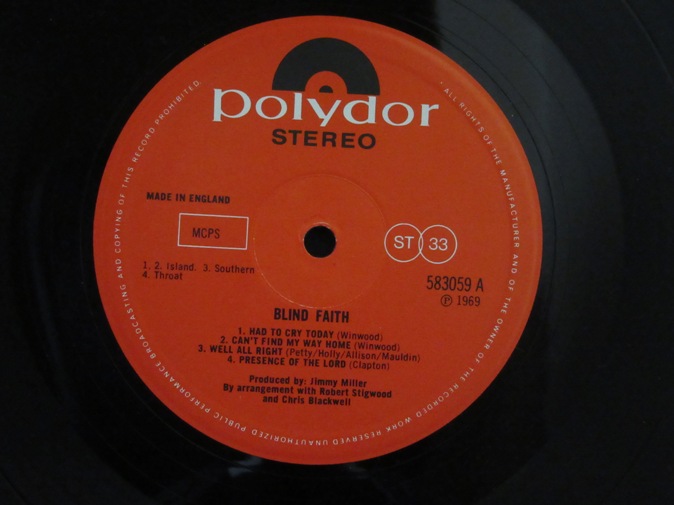 polydor
STEREO
MADE IN ENGLAND
MCPS
ST 33
1. 2. Island. 3. Southern
4. Throat
583059 A
Ⓟ 1969
BLIND FAITH
1. HAD TO CRY TODAY (Winwood)
2. CAN'T FIND MY WAY HOME (Winwood)
3. WELL ALL RIGHT (Petty/Holly/Allison/Mauldin)
4. PRESENCE OF THE LORD (Clapton)
Produced by: Jimmy Miller
By arrangement with Robert Stigwood
and Chris Blackwell
ALL RIGHTS OF THE MANUFACTURER AND OF THE OWNER OF THE RECORDED WORK RESERVED UNAUTHORIZED PUBLIC PERFORMANCE BROADCASTING AND COPYING OF THIS RECORD PROHIBITED.